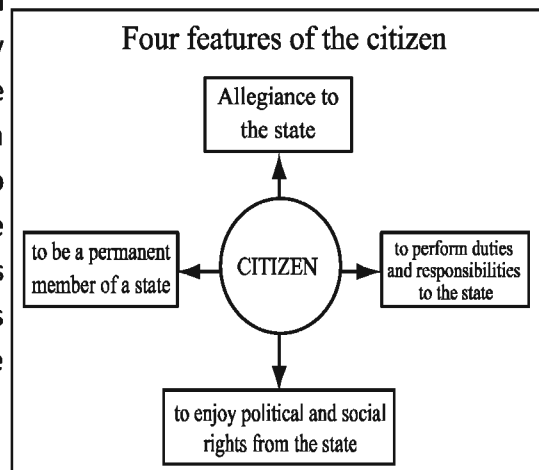 Four features of the citizen
Allegiance to
the state
to be a permanent
member of a state
CITIZEN
to perform duties
and responsibilities
to the state
to enjoy political and social
rights from the state